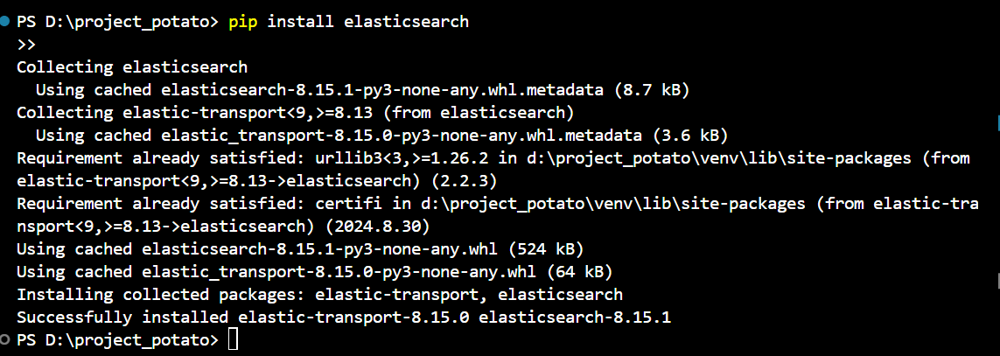 PS D:\project_potato> pip install elasticsearch
>>
Collecting elasticsearch
  Using cached elasticsearch-8.15.1-py3-none-any.whl.metadata (8.7 kB)
Collecting elastic-transport<9,>=8.13 (from elasticsearch)
  Using cached elastic_transport-8.15.0-py3-none-any.whl.metadata (3.6 kB)
Requirement already satisfied: urllib3<3,>=1.26.2 in d:\project_potato\venv\lib\site-packages (from
elastic-transport<9,>=8.13->elasticsearch) (2.2.3)
Requirement already satisfied: certifi in d:\project_potato\venv\lib\site-packages (from elastic-tra
nsport<9,>=8.13->elasticsearch) (2024.8.30)
Using cached elasticsearch-8.15.1-py3-none-any.whl (524 kB)
Using cached elastic_transport-8.15.0-py3-none-any.whl (64 kB)
Installing collected packages: elastic-transport, elasticsearch
Successfully installed elastic-transport-8.15.0 elasticsearch-8.15.1
PS D:\project_potato>